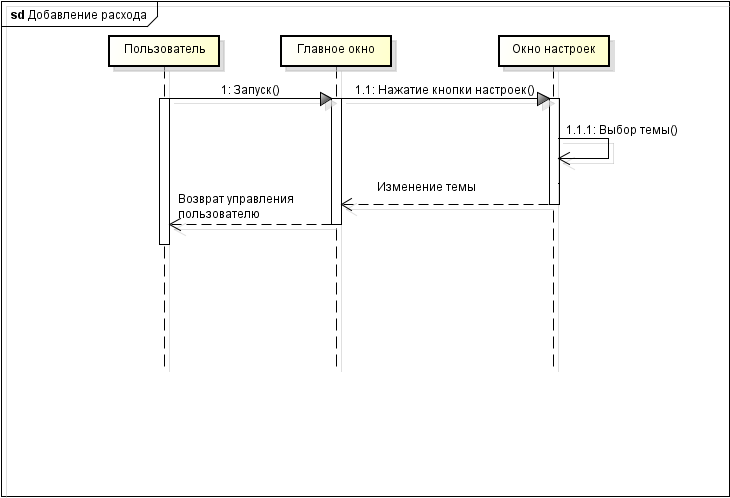 sd Добавление расхода
Пользователь
Главное окно
Окно настроек
1: Запуск()
1.1: Нажатие кнопки настроек()
1.1.1: Выбор темы()
Изменение темы
Возврат управления
пользователю